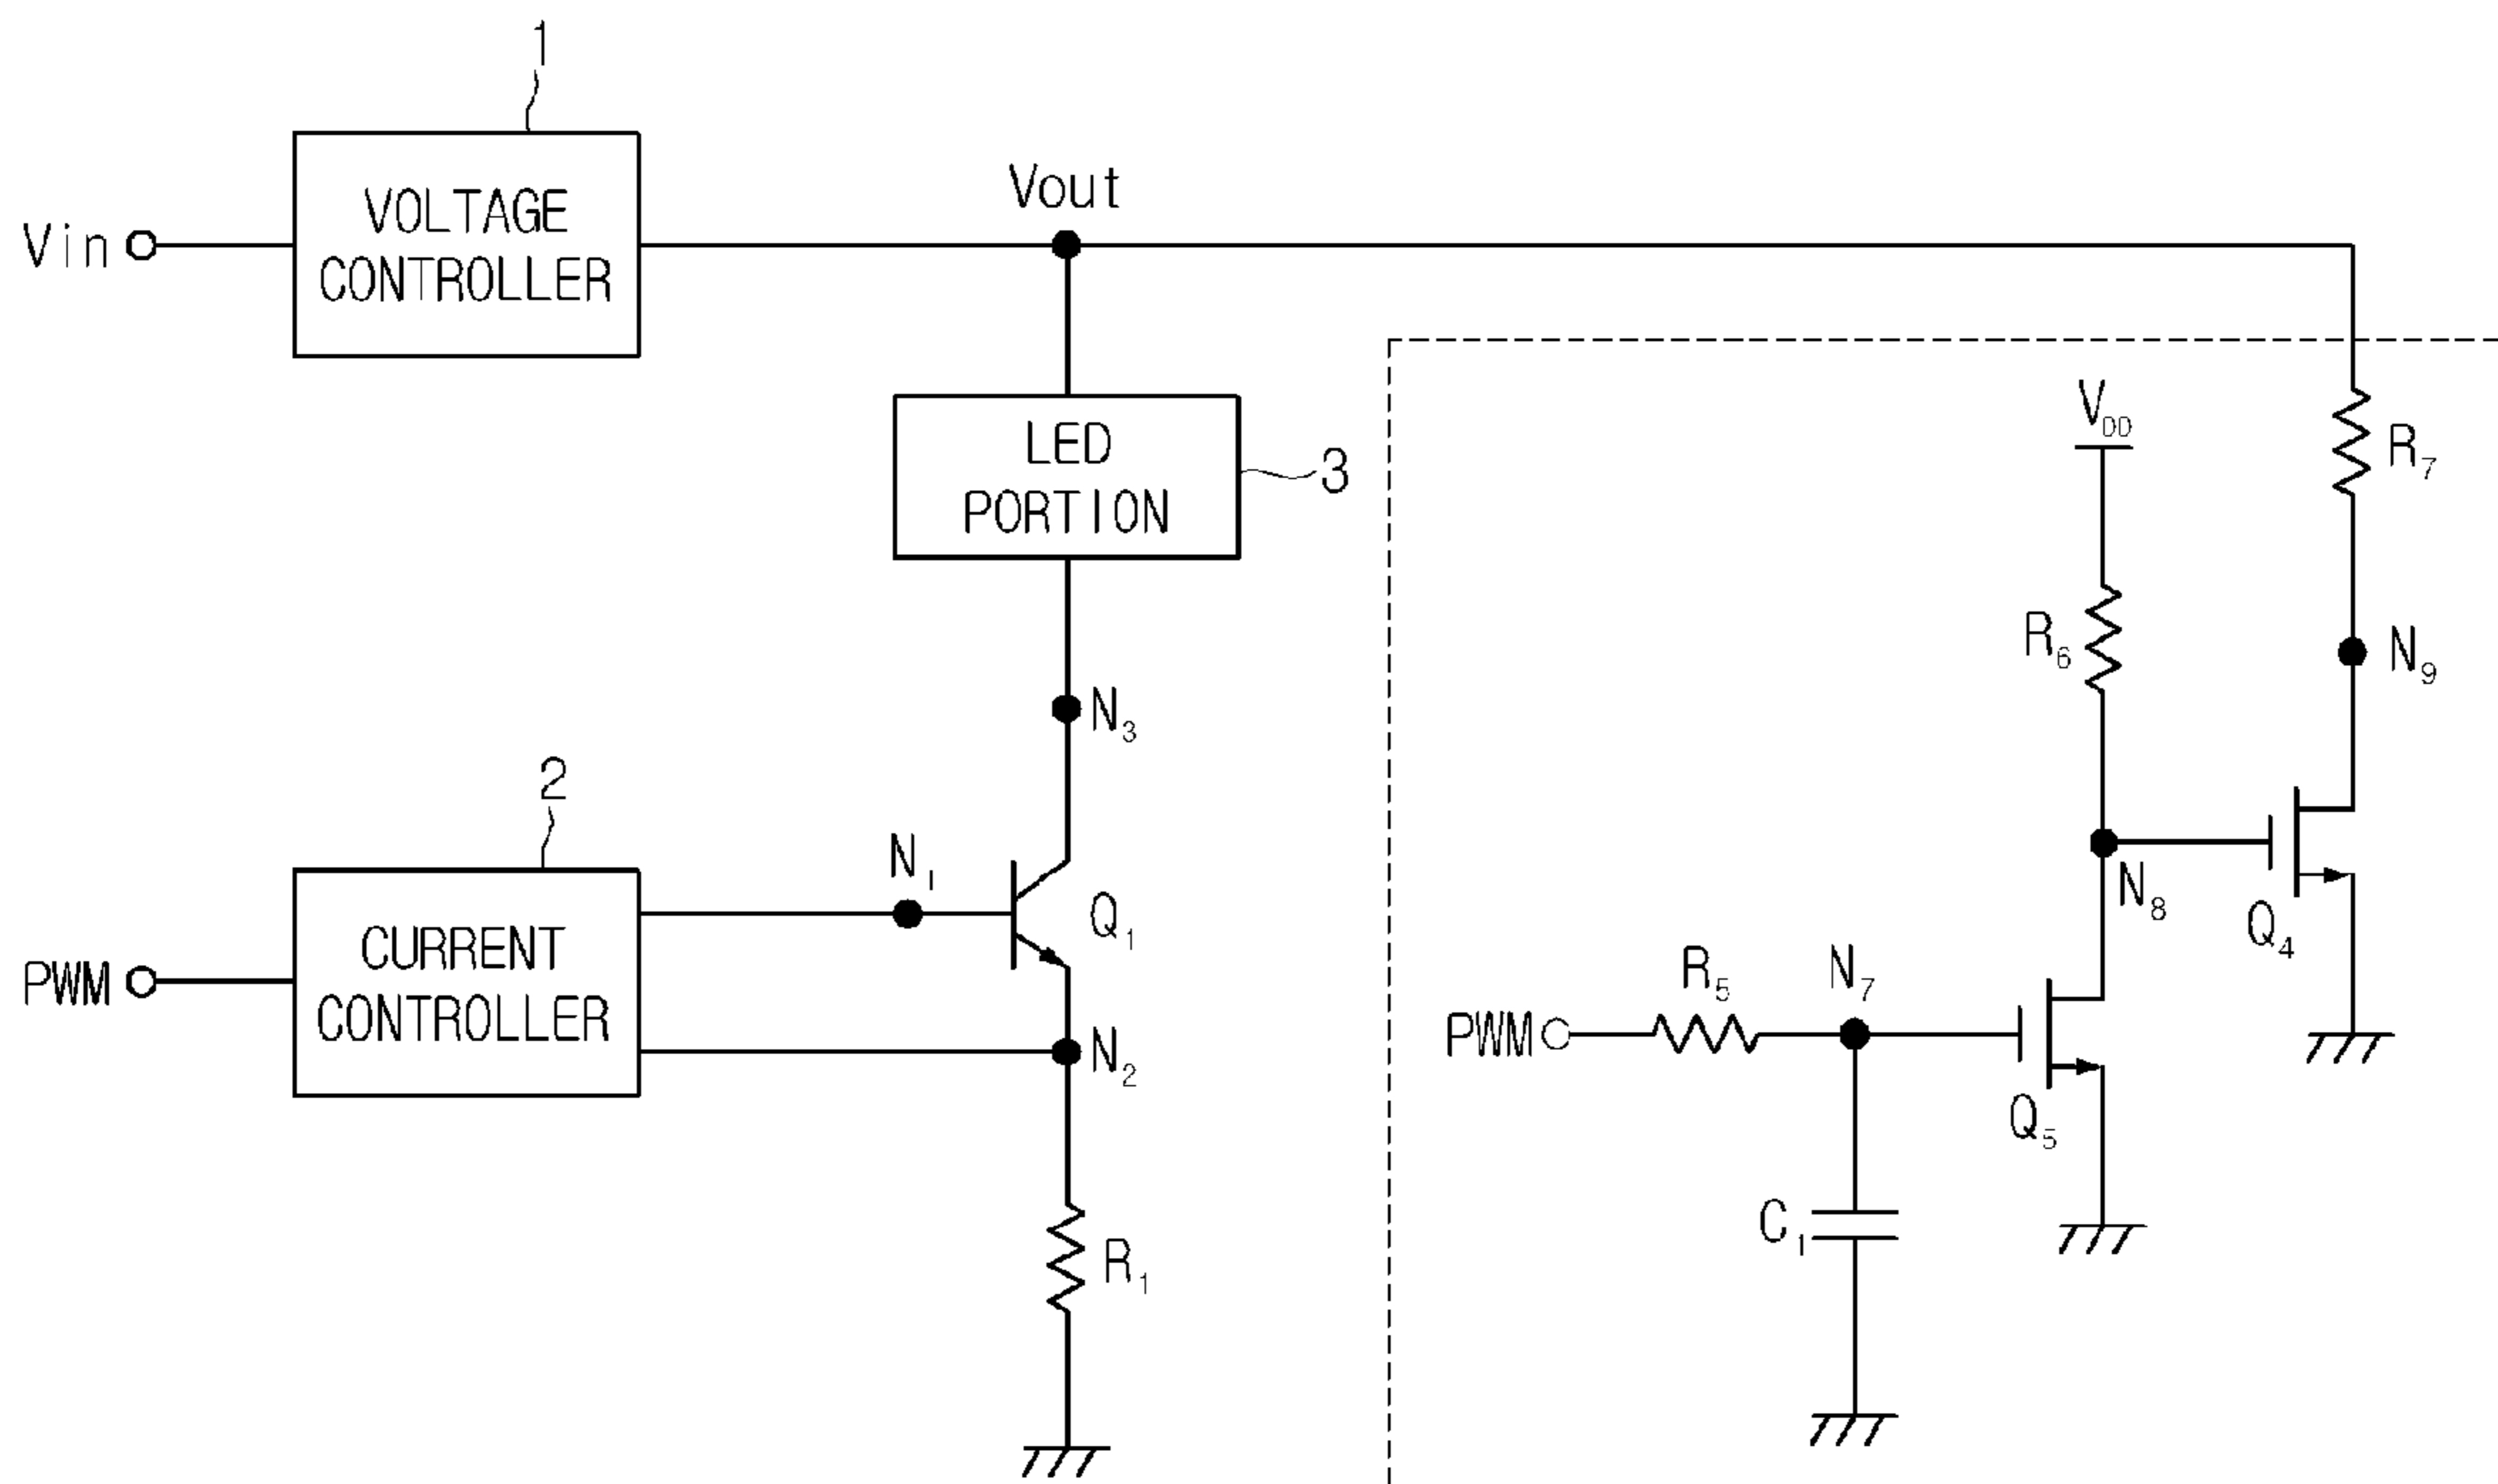 1
VOLTAGE
CONTROLLER
Vin
Vout
LED
PORTION
3
VDD
R7
R6
N9
N3
2
N1
Q1
CURRENT
CONTROLLER
PWM
N2
R1
N8
Q4
R5
N7
PWM
Q5
C1